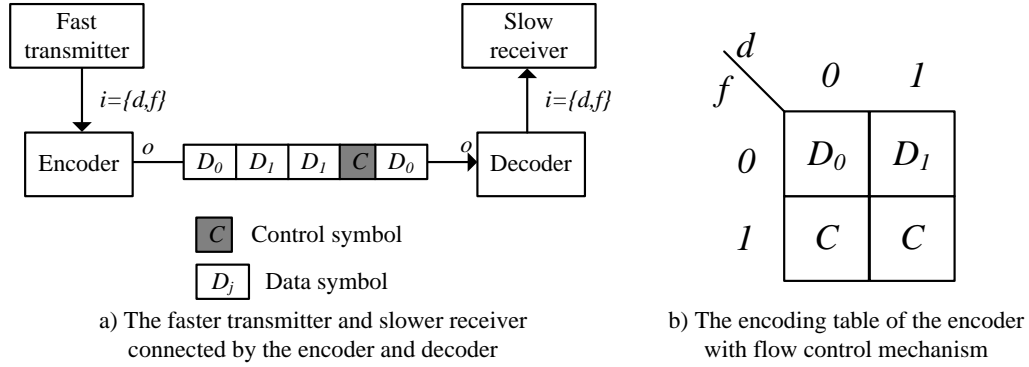 Fast
transmitter
Slow
receiver
i={d,f}
i={d,f}
Encoder
o
D₀ D₁ D₁ C D₀
o
Decoder
C Control symbol
Dⱼ Data symbol
a) The faster transmitter and slower receiver
connected by the encoder and decoder
d
f
0 1
0 D₀ D₁
1 C C
b) The encoding table of the encoder
with flow control mechanism